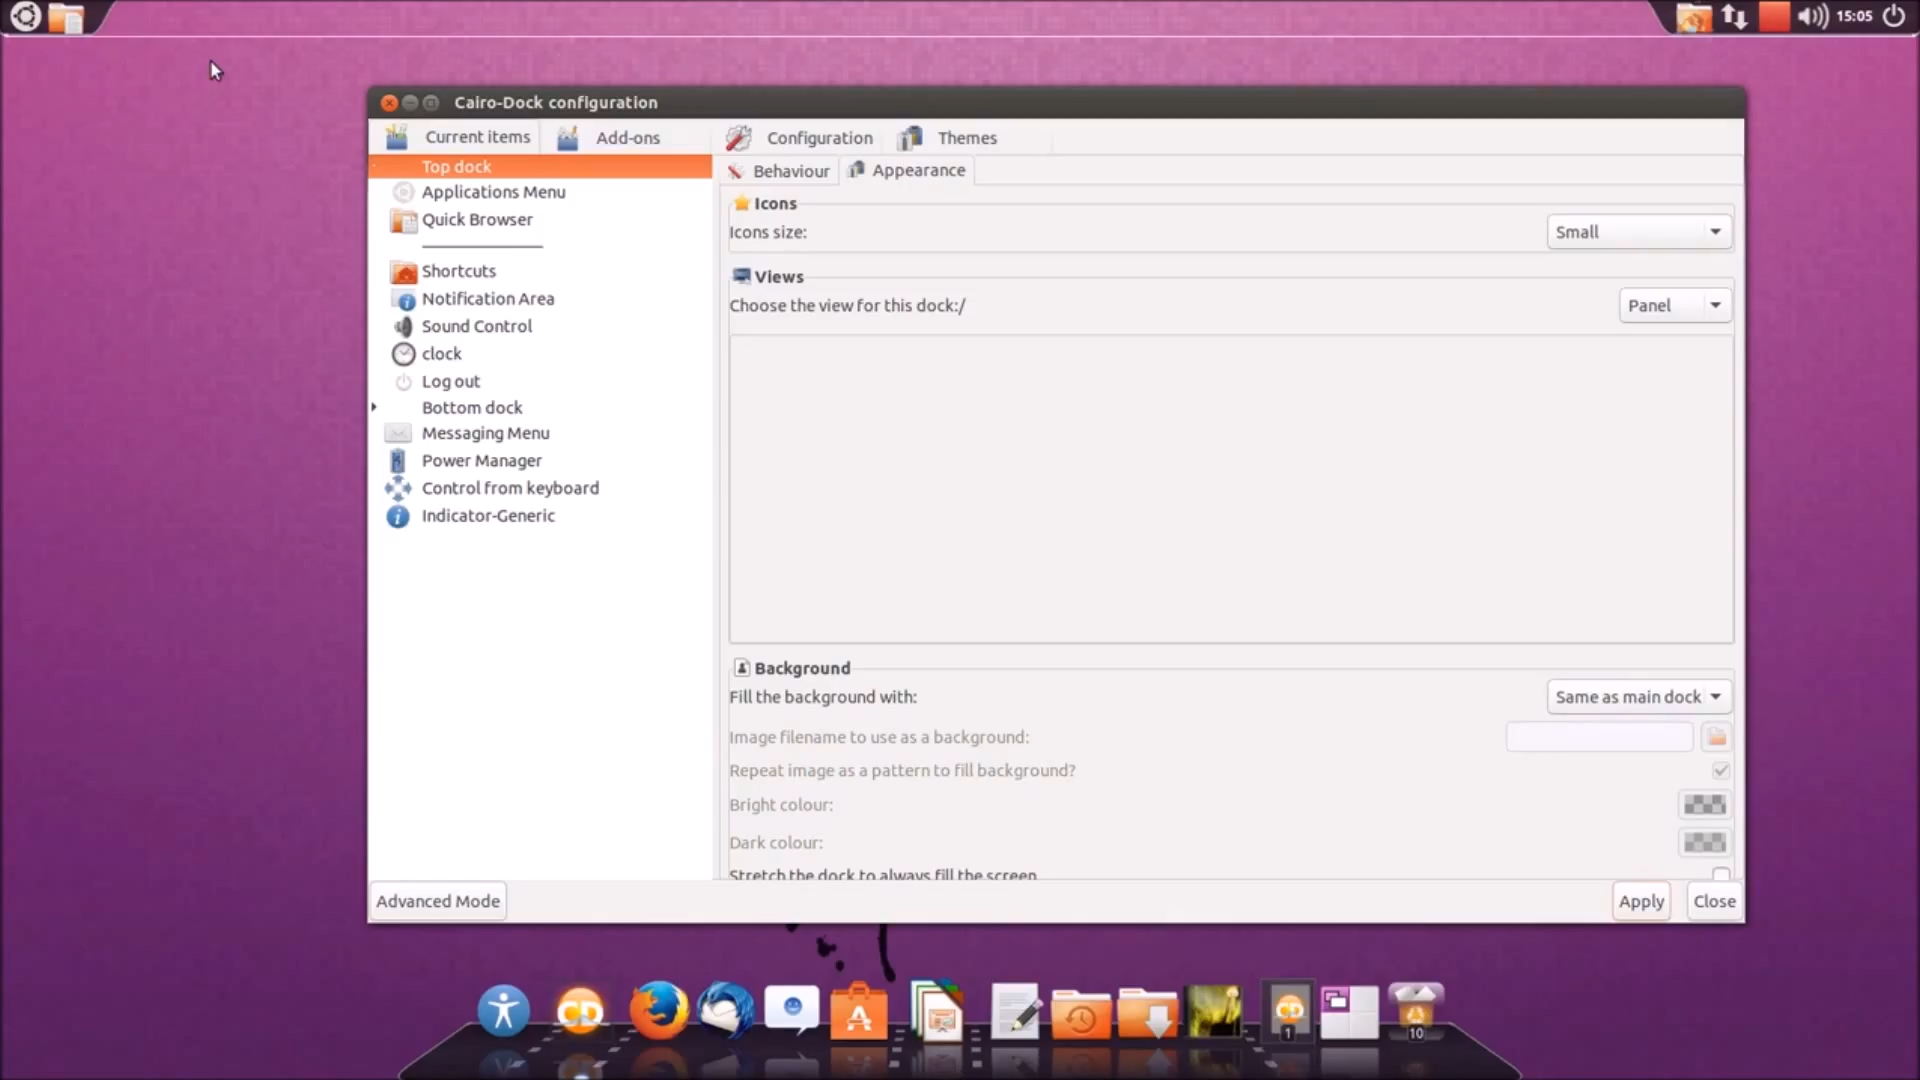 15:05
Cairo-Dock configuration
Current items
Add-ons
Configuration
Themes
Top dock
Applications Menu
Quick Browser
Shortcuts
Notification Area
Sound Control
clock
Log out
Bottom dock
Messaging Menu
Power Manager
Control from keyboard
Indicator-Generic
Behaviour
Appearance
Icons
Icons size:
Small
Views
Choose the view for this dock:/
Panel
Background
Fill the background with:
Same as main dock
Image filename to use as a background:
Repeat image as a pattern to fill background?
Bright colour:
Dark colour:
Stretch the dock to always fill the screen
Advanced Mode
Apply
Close
1
10